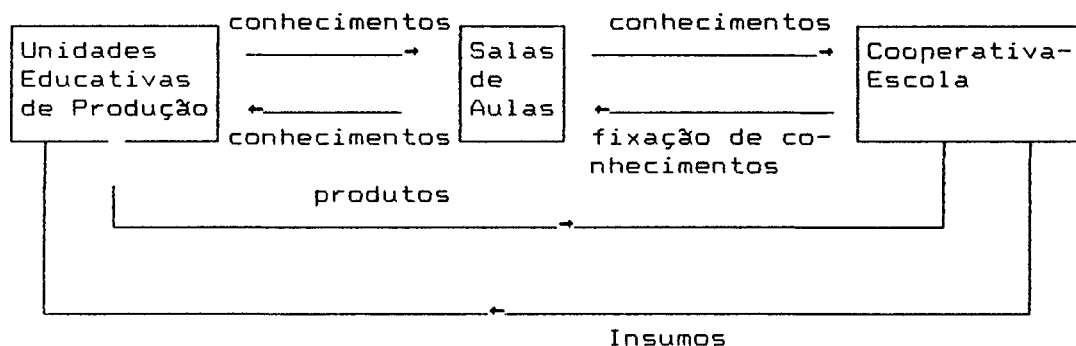 conhecimentos
conhecimentos
Unidades
Educativas
de Produção
Salas
de
Aulas
Cooperativa-
Escola
conhecimentos
fixação de co-
nhecimentos
produtos
Insumos